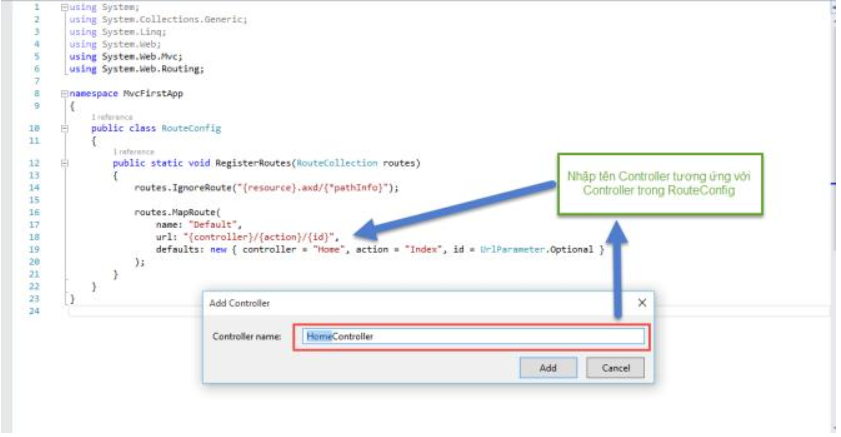 1 using System;
2 using System.Collections.Generic;
3 using System.Linq;
4 using System.Web;
5 using System.Web.Mvc;
6 using System.Web.Routing;
7
8 namespace MvcFirstApp
9 {
1 reference
10 public class RouteConfig
11 {
1 reference
12 public static void RegisterRoutes(RouteCollection routes)
13 {
14 routes.IgnoreRoute("{resource}.axd/{*pathInfo}");
15
16 routes.MapRoute(
17 name: "Default",
18 url: "{controller}/{action}/{id}",
19 defaults: new { controller = "Home", action = "Index", id = UrlParameter.Optional }
20 );
21 }
22 }
23 }
24
Nhập tên Controller tương ứng với
Controller trong RouteConfig
Add Controller
Controller name: HomeController
Add Cancel